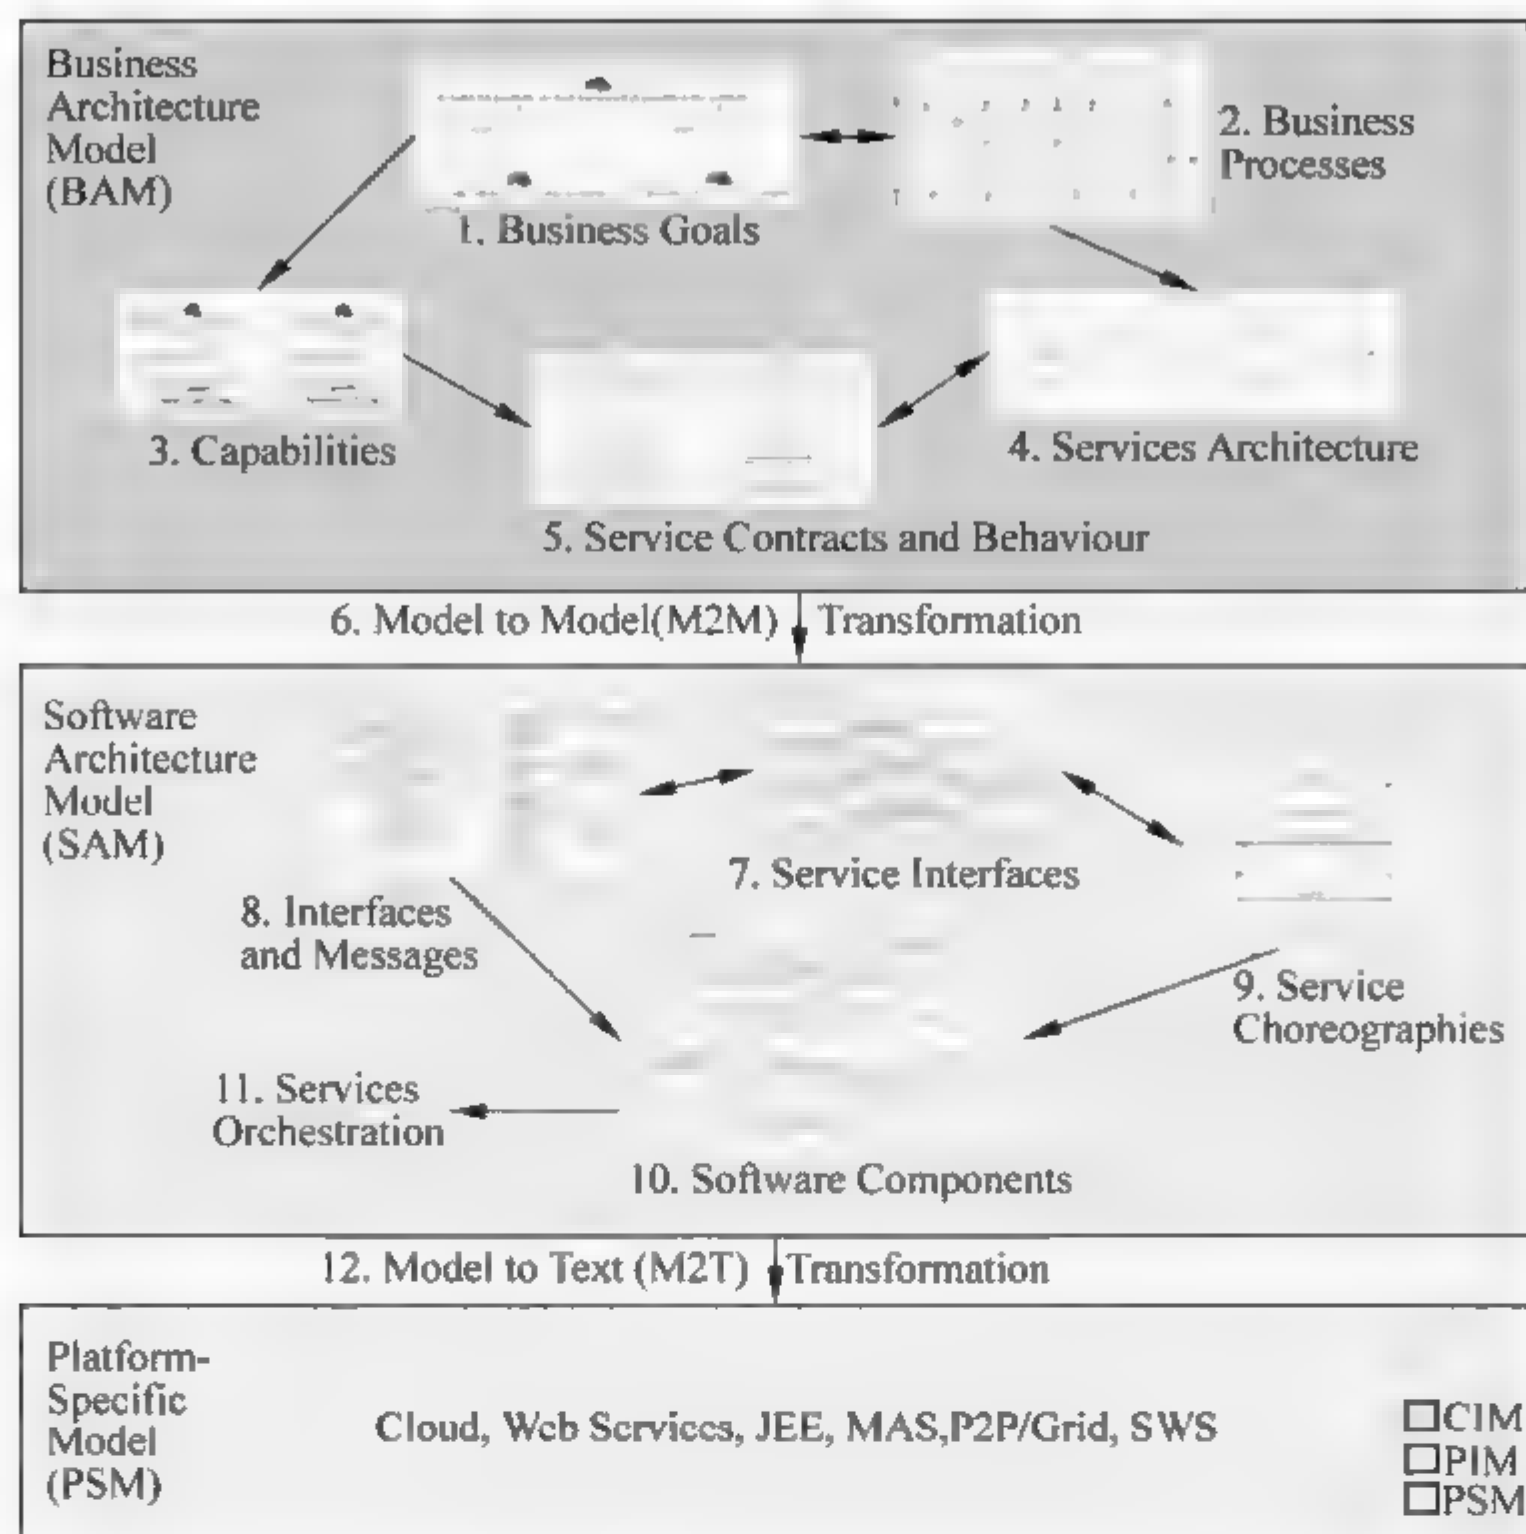 Business
Architecture
Model
(BAM)
1. Business Goals
2. Business
Processes
3. Capabilities
4. Services Architecture
5. Service Contracts and Behaviour
6. Model to Model(M2M) Transformation
Software
Architecture
Model
(SAM)
7. Service Interfaces
8. Interfaces
and Messages
9. Service
Choreographies
11. Services
Orchestration
10. Software Components
12. Model to Text (M2T) Transformation
Platform-
Specific
Model
(PSM)
Cloud, Web Services, JEE, MAS,P2P/Grid, SWS
CIM
PIM
PSM